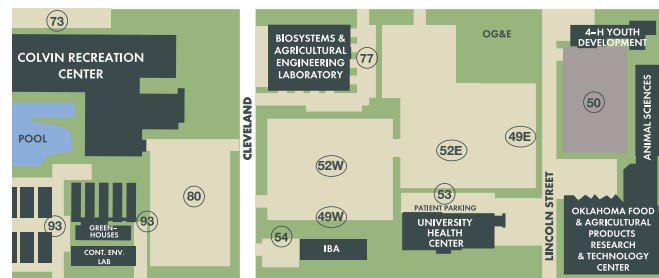 73
COLVIN RECREATION
CENTER
POOL
80
93
93
GREEN–
HOUSES
CONT. ENV.
LAB
CLEVELAND
BIOSYSTEMS &
AGRICULTURAL
ENGINEERING
LABORATORY
77
OG&E
52W
52E
49E
49W
53
PATIENT PARKING
UNIVERSITY
HEALTH
CENTER
54
IBA
LINCOLN STREET
4–H YOUTH
DEVELOPMENT
50
ANIMAL SCIENCES
OKLAHOMA FOOD
& AGRICULTURAL
PRODUCTS
RESEARCH
& TECHNOLOGY
CENTER